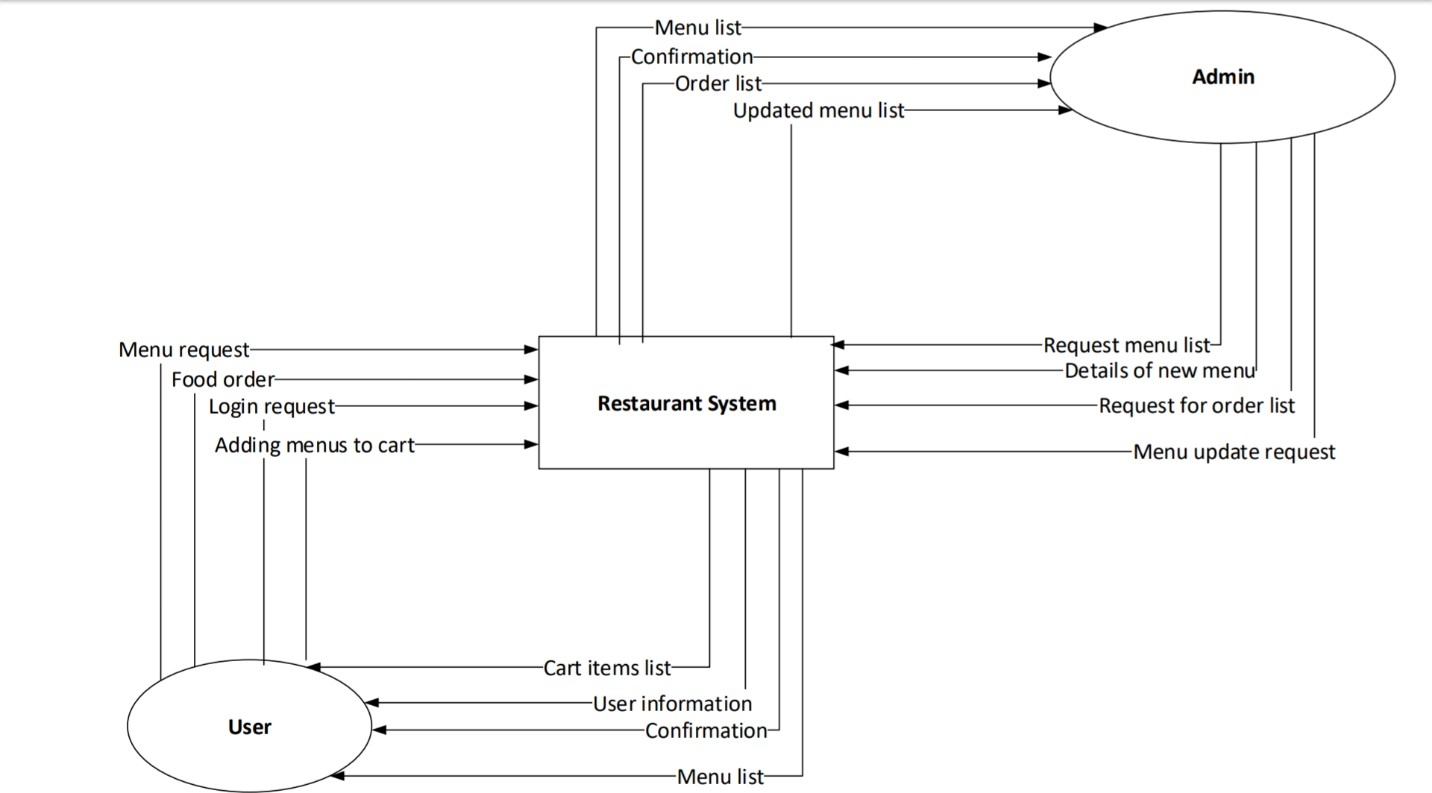 Menu list
Confirmation
Order list
Updated menu list
Admin
Menu request
Food order
Login request
Adding menus to cart
Restaurant System
Request menu list
Details of new menu
Request for order list
Menu update request
Cart items list
User information
Confirmation
Menu list
User